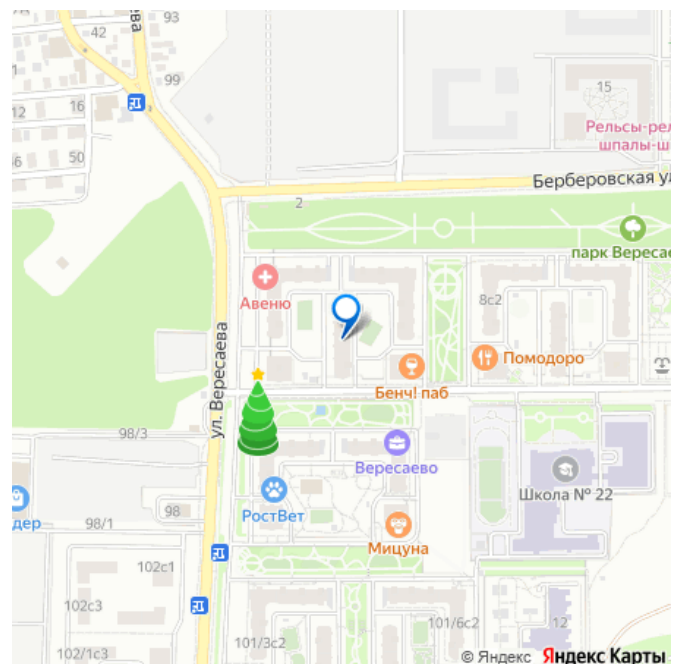 7Д
93
ева
42
99
12
16
50
15
Рельсы-рел
шпалы-ш
Берберовская ул
2
парк Вересае
Авеню
8с2
ул. Вересаева
Помодоро
Бенч! паб
98/3
Вересаево
Школа № 22
дер
98/1
98
РостВет
Мицуна
102с1
102с3
102/1с3
101/3с2
101/6с2
12
© Яндекс Яндекс Карты